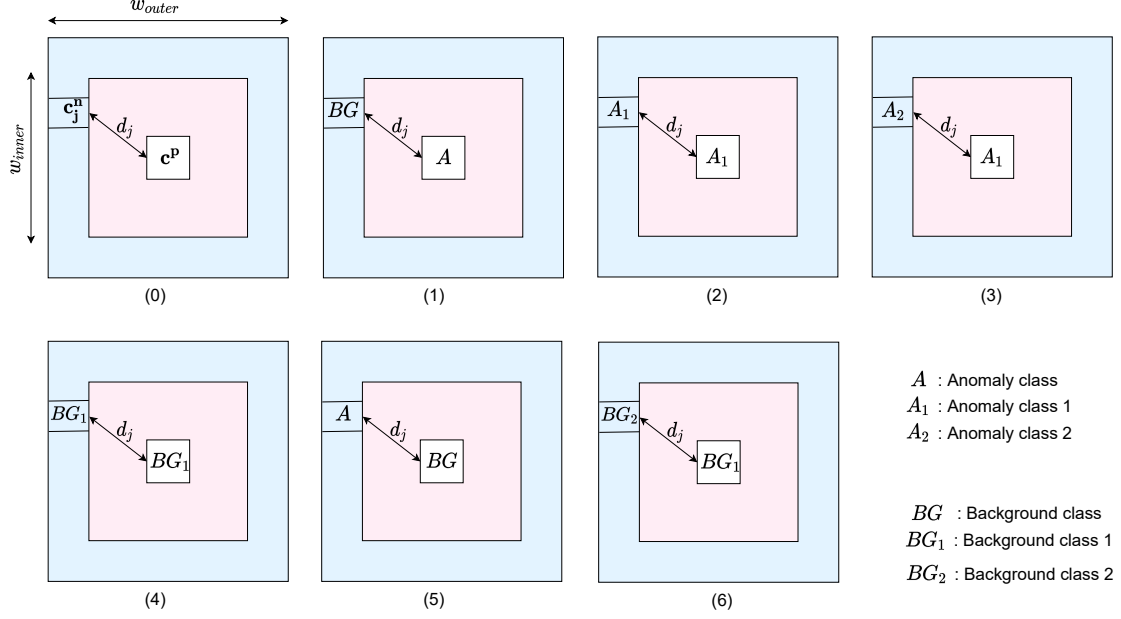 w_outer
w_inner
c_j^n d_j c^p
BG d_j A
A_1 d_j A_1
A_2 d_j A_1
(0) (1) (2) (3)
BG_1 d_j BG_1
A d_j BG
BG_2 d_j BG_1
(4) (5) (6)
A : Anomaly class
A_1 : Anomaly class 1
A_2 : Anomaly class 2
BG : Background class
BG_1 : Background class 1
BG_2 : Background class 2